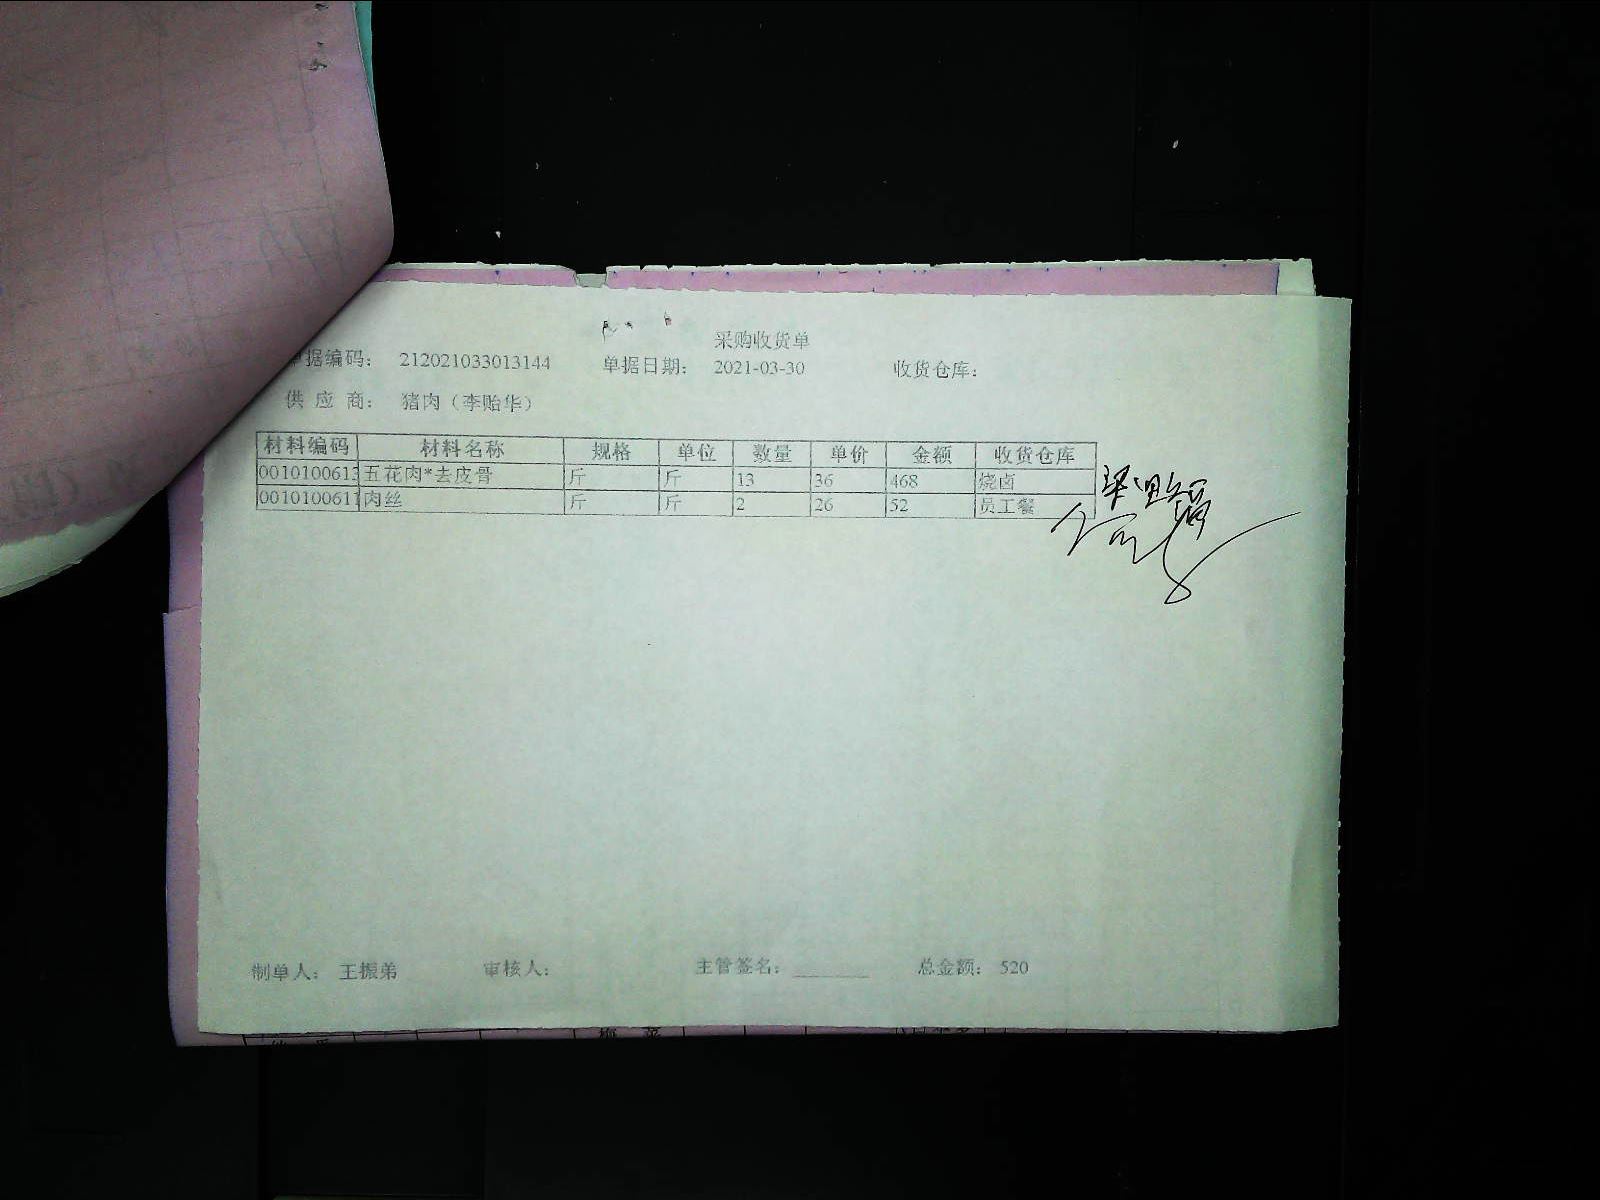 采购收货单
单据编码： 212021033013144 单据日期： 2021-03-30 收货仓库：
供 应 商： 猪肉（李贻华）
材料编码 材料名称 规格 单位 数量 单价 金额 收货仓库
0010100613 五花肉*去皮骨 斤 斤 13 36 468 烧卤
0010100611 肉丝 斤 斤 2 26 52 员工餐
制单人： 王振弟 审核人： 主管签名： 总金额： 520